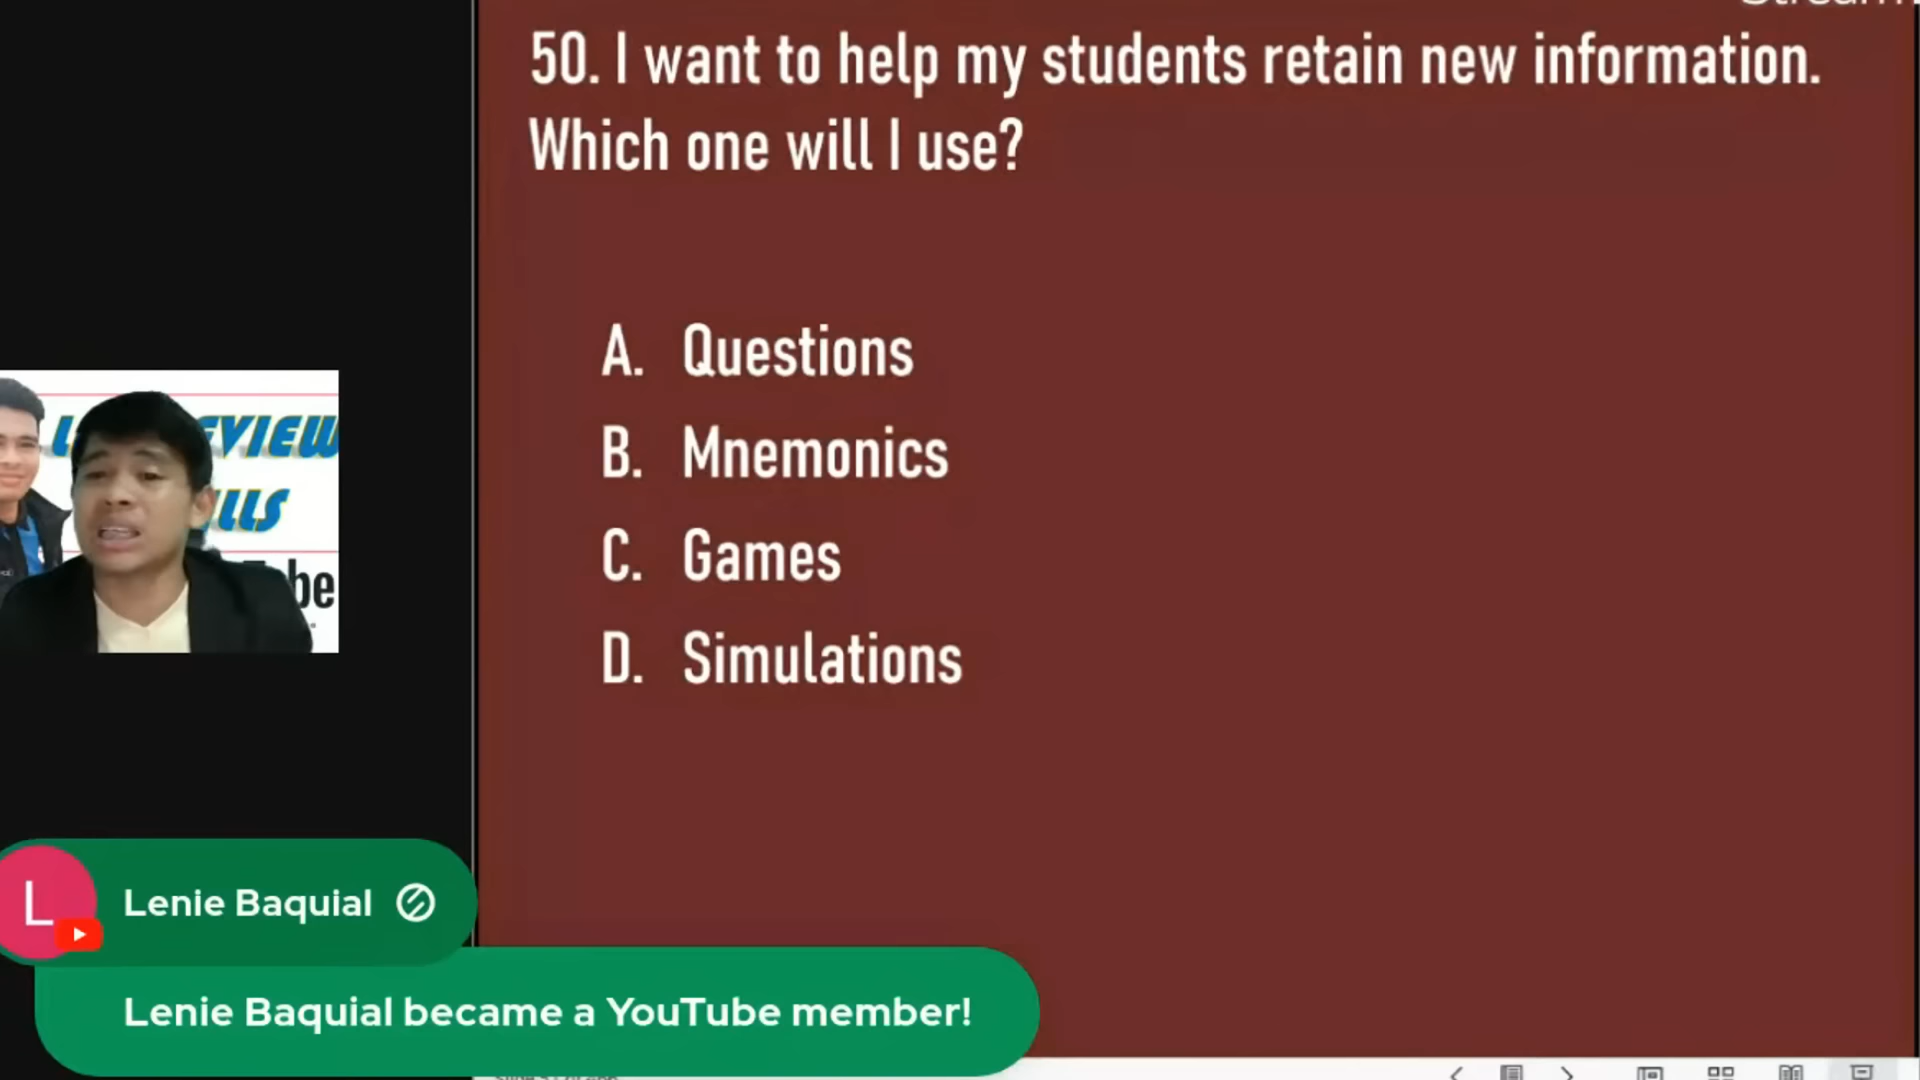 50. I want to help my students retain new information.
Which one will I use?
A. Questions
B. Mnemonics
C. Games
D. Simulations
be
L
Lenie Baquial
Lenie Baquial became a YouTube member!